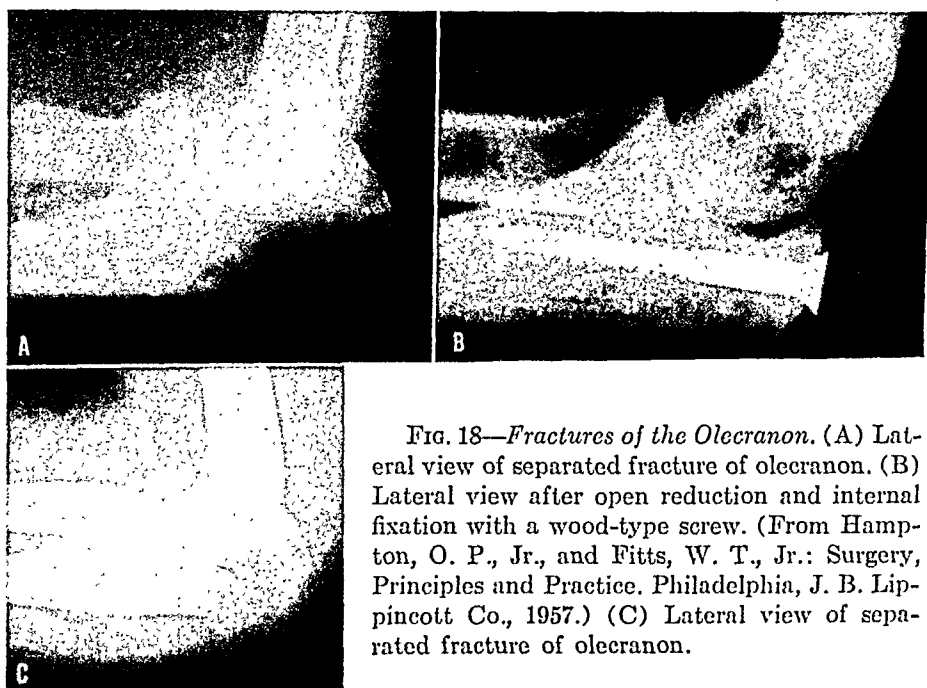 A
B
C
FIG. 18—Fractures of the Olecranon. (A) Lat-
eral view of separated fracture of olecranon. (B)
Lateral view after open reduction and internal
fixation with a wood-type screw. (From Hamp-
ton, O. P., Jr., and Fitts, W. T., Jr.: Surgery,
Principles and Practice. Philadelphia, J. B. Lip-
pincott Co., 1957.) (C) Lateral view of sepa-
rated fracture of olecranon.